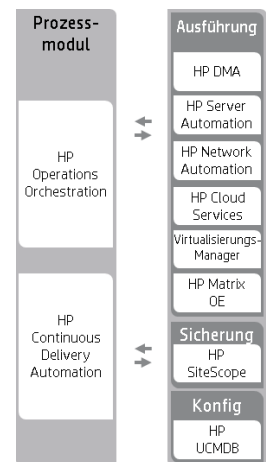 Prozess-
modul
HP
Operations
Orchestration
HP
Continuous
Delivery
Automation
Ausführung
HP DMA
HP Server
Automation
HP Network
Automation
HP Cloud
Services
Virtualisierungs-
Manager
HP Matrix
OE
Sicherung
HP
SiteScope
Konfig
HP
UCMDB